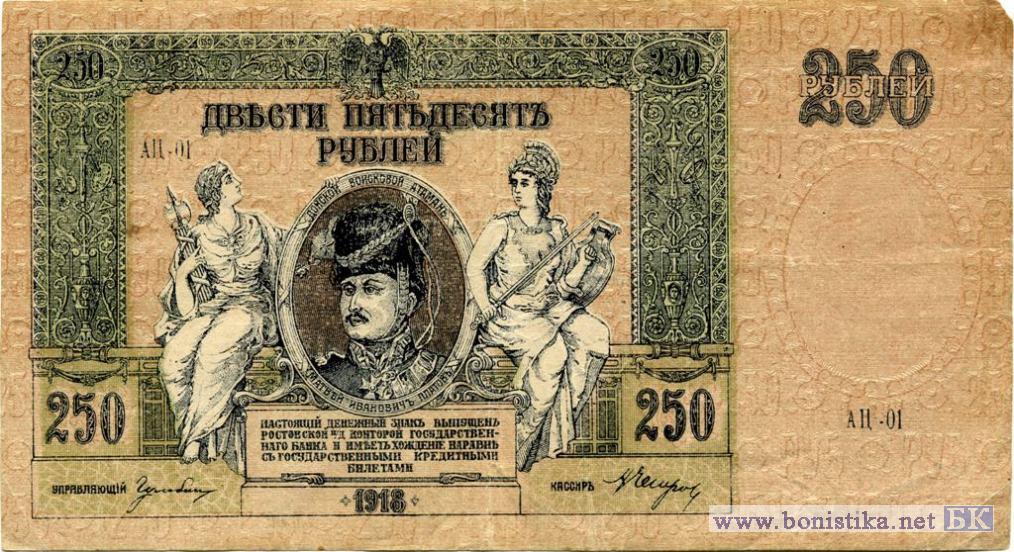 250
250
250
РУБЛЕЙ
ДВѢСТИ ПЯТЬДЕСЯТЪ
РУБЛЕЙ
АЦ-01
ДОНСКОЙ ВОЙСКОВОЙ АТАМАНЪ
МАТВѢЙ ИВАНОВИЧЪ ПЛАТОВЪ
250
250
АЦ-01
НАСТОЯЩІЙ ДЕНЕЖНЫЙ ЗНАКЪ ВЫПУЩЕНЪ
РОСТОВСКОЙ Н/Д КОНТОРОЙ ГОСУДАРСТВЕН-
НАГО БАНКА И ИМѢЕТЪ ХОЖДЕНІЕ НАРАВНѢ
СЪ ГОСУДАРСТВЕННЫМИ КРЕДИТНЫМИ
БИЛЕТАМИ
УПРАВЛЯЮЩІЙ
КАССИРЪ
1918
www.bonistika.net БК